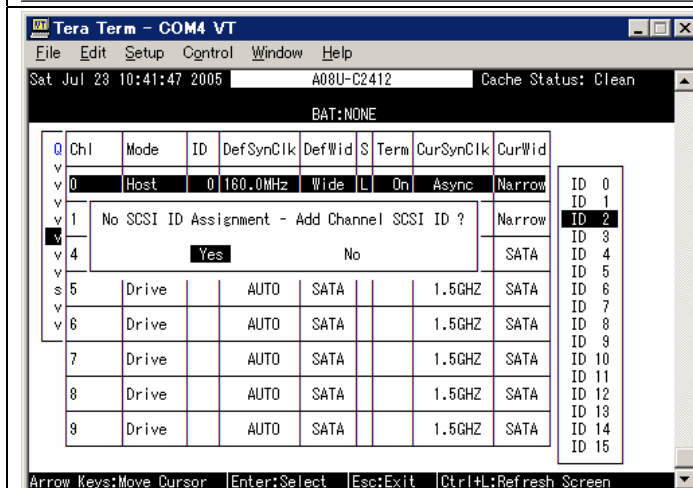 Tera Term - COM4 VT
File Edit Setup Control Window Help
Sat Jul 23 10:41:47 2005 A08U-C2412 Cache Status: Clean
BAT:NONE
Q Chl Mode ID DefSynClk DefWid S Term CurSynClk CurWid
v
v 0 Host 0 160.0MHz Wide L On Async Narrow
v
v 1 Narrow
No SCSI ID Assignment - Add Channel SCSI ID ?
Yes No
v
v 4 SATA
v
s 5 Drive AUTO SATA 1.5GHZ SATA
v
v 6 Drive AUTO SATA 1.5GHZ SATA
7 Drive AUTO SATA 1.5GHZ SATA
8 Drive AUTO SATA 1.5GHZ SATA
9 Drive AUTO SATA 1.5GHZ SATA
ID 0
ID 1
ID 2
ID 3
ID 4
ID 5
ID 6
ID 7
ID 8
ID 9
ID 10
ID 11
ID 12
ID 13
ID 14
ID 15
Arrow Keys:Move Cursor |Enter:Select |Esc:Exit |Ctrl+L:Refresh Screen